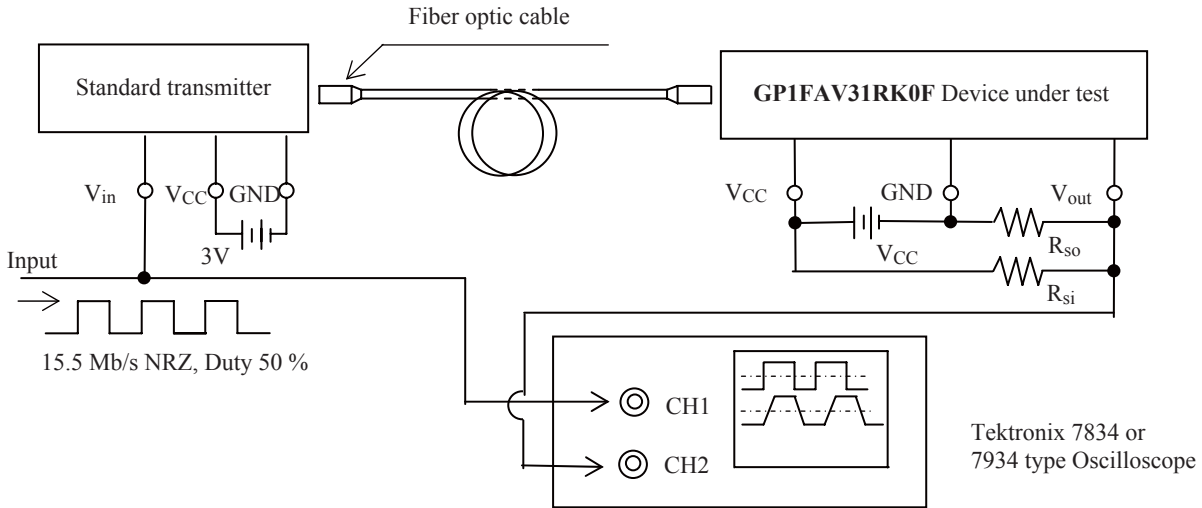 Fiber optic cable
Standard transmitter
GP1FAV31RK0F Device under test
Vin
VCC
GND
3V
VCC
GND
Vout
VCC
Rso
Rsi
Input
15.5 Mb/s NRZ, Duty 50 %
CH1
CH2
Tektronix 7834 or
7934 type Oscilloscope